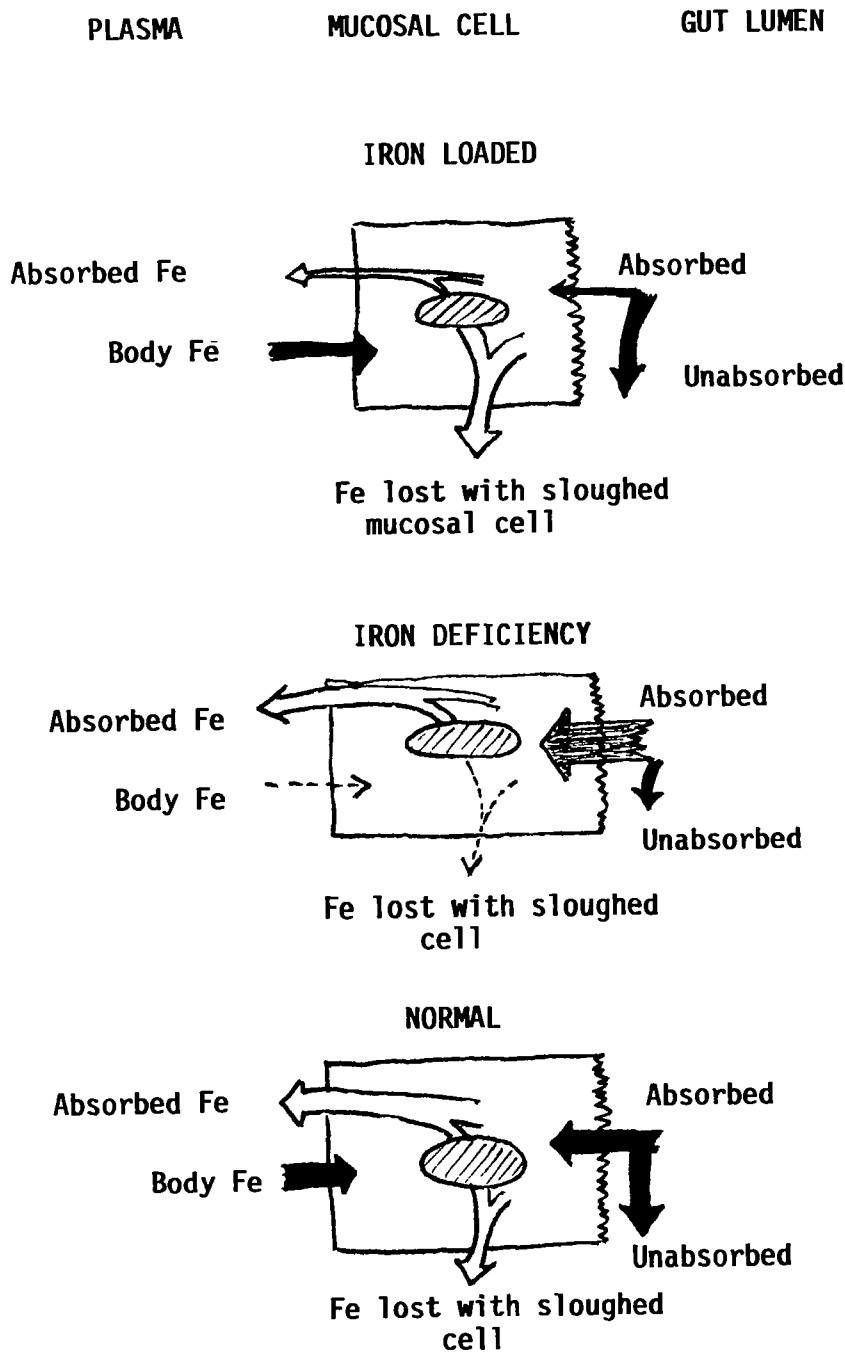 PLASMA MUCOSAL CELL GUT LUMEN
IRON LOADED
Absorbed Fe
Absorbed
Body Fe
Unabsorbed
Fe lost with sloughed
mucosal cell
IRON DEFICIENCY
Absorbed Fe
Absorbed
Body Fe
Unabsorbed
Fe lost with sloughed
cell
NORMAL
Absorbed Fe
Absorbed
Body Fe
Unabsorbed
Fe lost with sloughed
cell